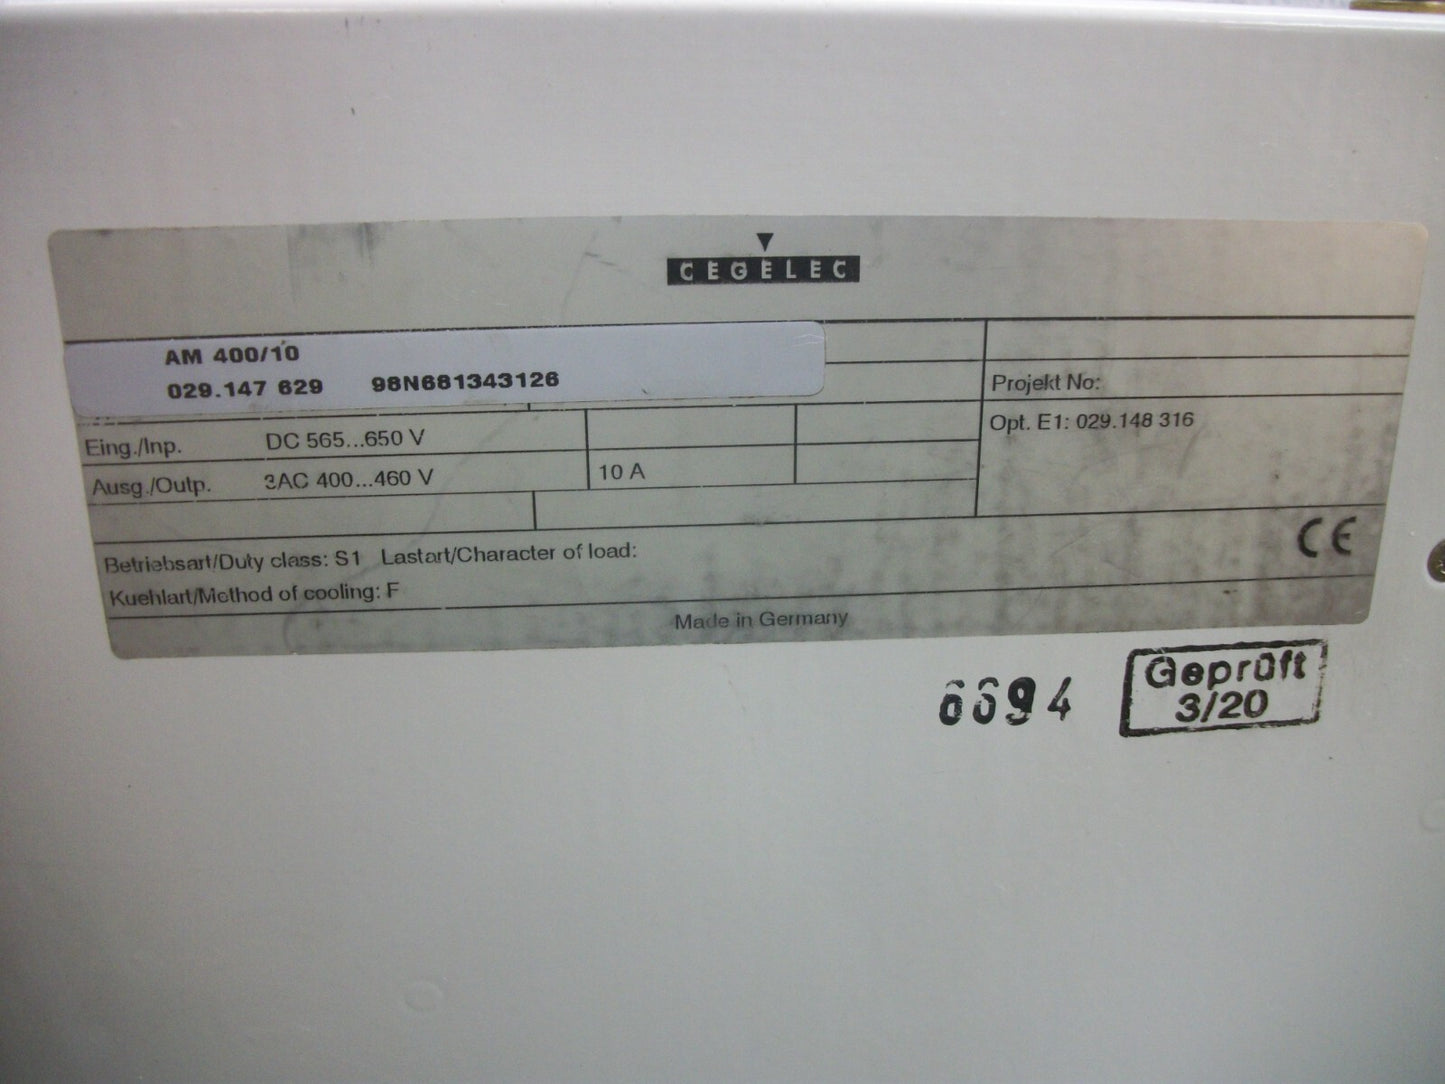 CEGELEC
AM 400/10
029.147 629 98N681343126
Projekt No:
Eing./Inp. DC 565...650 V
Opt. E1: 029.148 316
Ausg./Outp. 3AC 400...460 V 10 A
Betriebsart/Duty class: S1 Lastart/Character of load:
CE
Kuehlart/Method of cooling: F
Made in Germany
6694
Geprüft
3/20